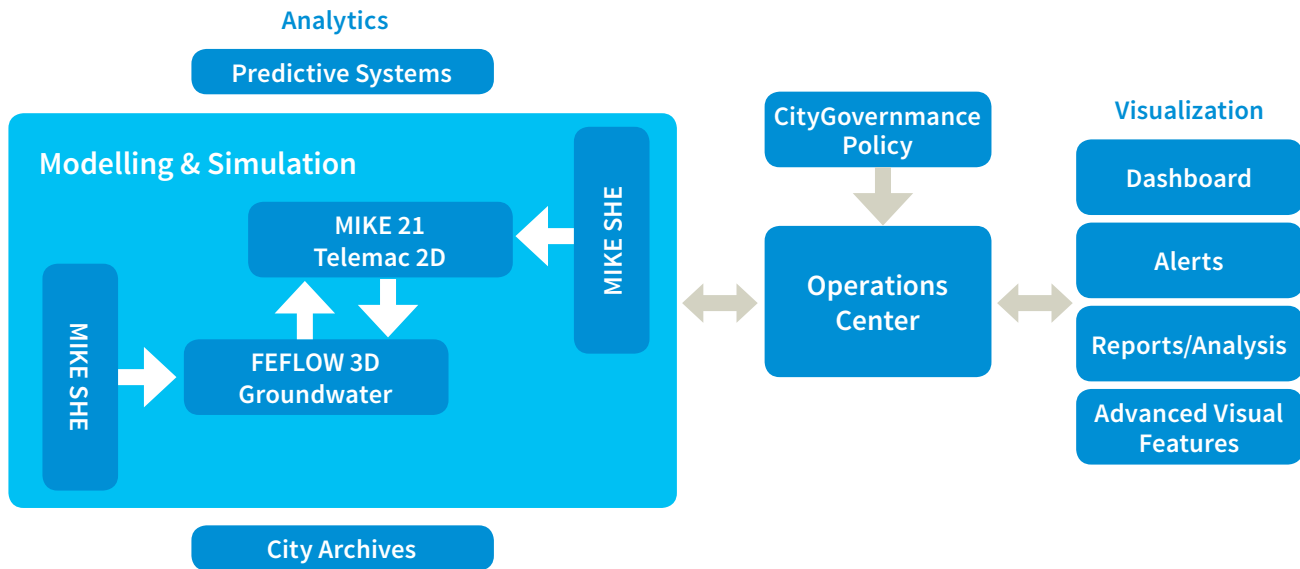 Analytics
Predictive Systems
Modelling & Simulation
MIKE SHE
MIKE 21
Telemac 2D
MIKE SHE
FEFLOW 3D
Groundwater
City Archives
CityGovernmance
Policy
Operations
Center
Visualization
Dashboard
Alerts
Reports/Analysis
Advanced Visual
Features